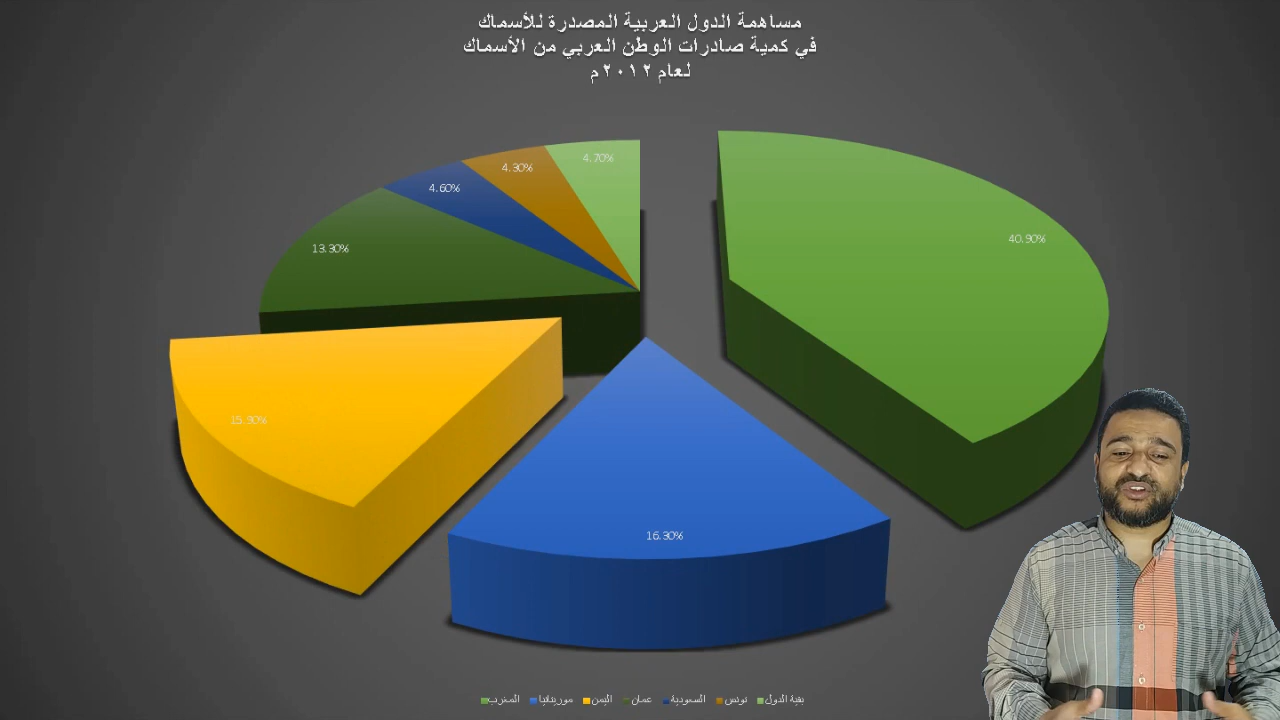 مساهمة الدول العربية المصدرة للأسماك
في كمية صادرات الوطن العربي من الأسماك
لعام ٢٠١٢م
4.70%
4.30%
4.60%
40.90%
13.30%
15.90%
16.30%
المغرب موريتانيا اليمن عمان السعودية تونس بقية الدول